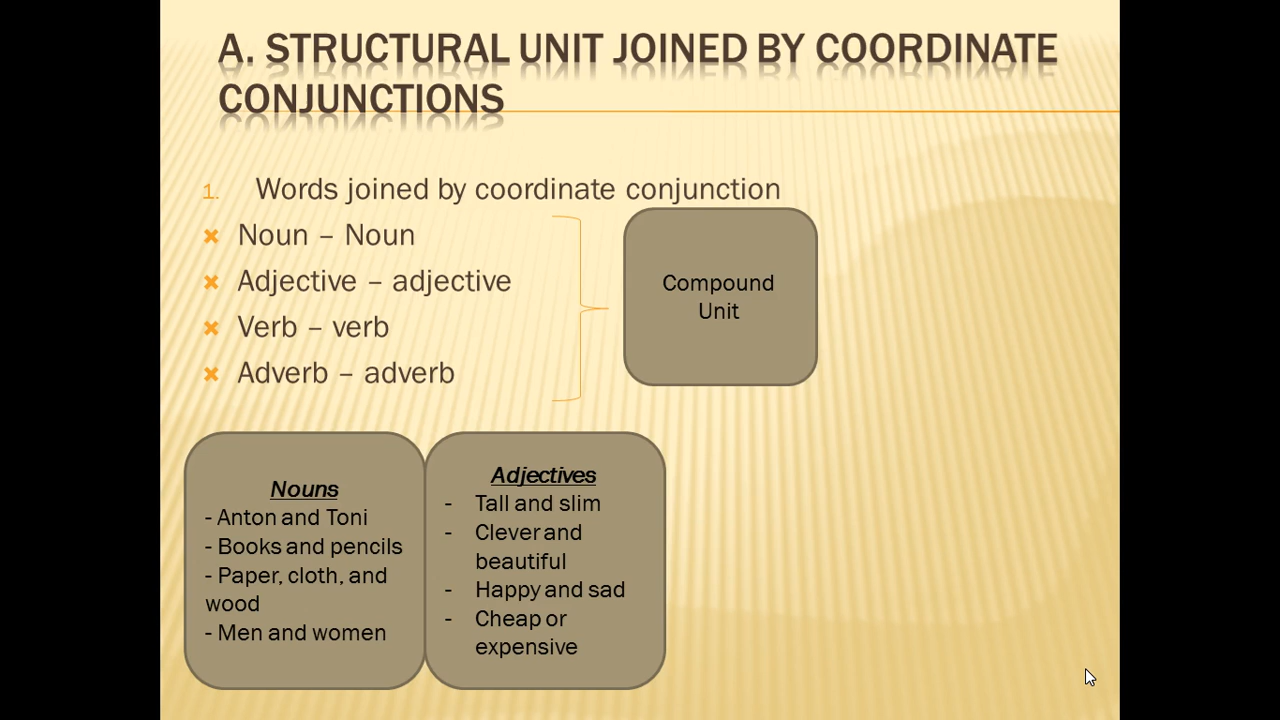 A. STRUCTURAL UNIT JOINED BY COORDINATE
CONJUNCTIONS
1. Words joined by coordinate conjunction
Noun – Noun
Adjective – adjective
Verb – verb
Adverb – adverb
Compound
Unit
Nouns
- Anton and Toni
- Books and pencils
- Paper, cloth, and
wood
- Men and women
Adjectives
- Tall and slim
- Clever and
beautiful
- Happy and sad
- Cheap or
expensive